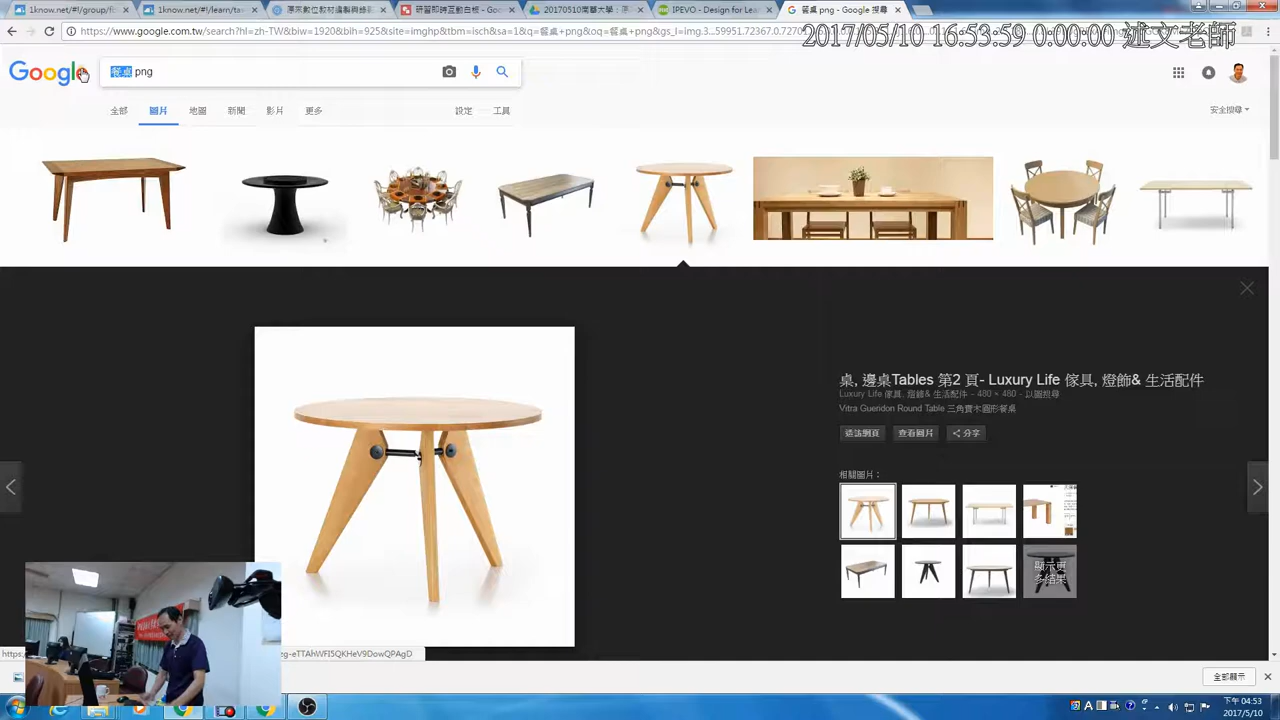 1know.net/#!/group/f
1know.net/#!/learn/ta
原來數位教材編製與錄
研習即時互動白板 - Goo
20170510南華大學：
IPEVO - Design for Lea
餐桌 png - Google 搜尋
https://www.google.com.tw/search?hl=zh-TW&biw=1920&bih=925&site=imghp&tbm=isch&sa=1&q=餐桌+png&oq=餐桌+png&gs_l=img.3...59951.72367.0.7270
2017/05/10 16:53:59 0:00:00 述文老師
Google
餐桌 png
全部
圖片
地圖
新聞
影片
更多
設定
工具
安全搜尋
桌, 邊桌Tables 第2 頁- Luxury Life 傢具, 燈飾& 生活配件
Luxury Life 傢具, 燈飾& 生活配件 - 480 × 480 - 以圖搜尋
Vitra Gueridon Round Table 三角實木圓形餐桌
造訪網頁
查看圖片
分享
相關圖片：
顯示更
多結果
https:
zg-eTTAhWFI5QKHeV9DowQPAgD
全部顯示
下午 04:53
2017/5/10